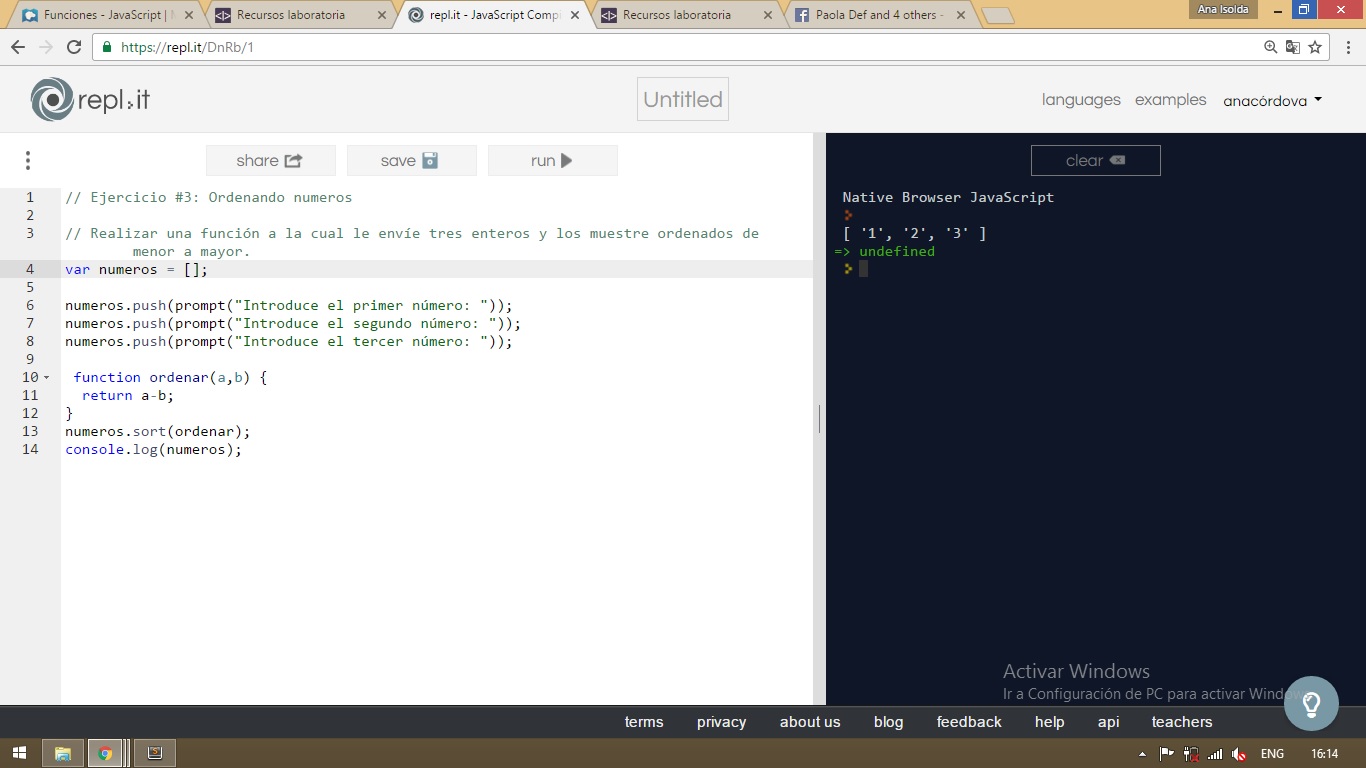 Funciones - JavaScript | M
Recursos laboratoria
repl.it - JavaScript Compi
Recursos laboratoria
Paola Def and 4 others -
Ana Isolda
https://repl.it/DnRb/1
repl.it
Untitled
languages
examples
anacórdova
share
save
run
clear
1 // Ejercicio #3: Ordenando numeros
2
3 // Realizar una función a la cual le envíe tres enteros y los muestre ordenados de
menor a mayor.
4 var numeros = [];
5
6 numeros.push(prompt("Introduce el primer número: "));
7 numeros.push(prompt("Introduce el segundo número: "));
8 numeros.push(prompt("Introduce el tercer número: "));
9
10 function ordenar(a,b) {
11 return a-b;
12 }
13 numeros.sort(ordenar);
14 console.log(numeros);
Native Browser JavaScript
[ '1', '2', '3' ]
=> undefined
Activar Windows
Ir a Configuración de PC para activar Windows.
terms
privacy
about us
blog
feedback
help
api
teachers
ENG
16:14